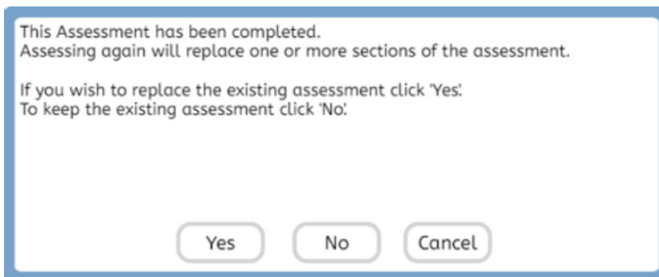 This Assessment has been completed.
Assessing again will replace one or more sections of the assessment.
If you wish to replace the existing assessment click 'Yes'.
To keep the existing assessment click 'No'.
Yes
No
Cancel